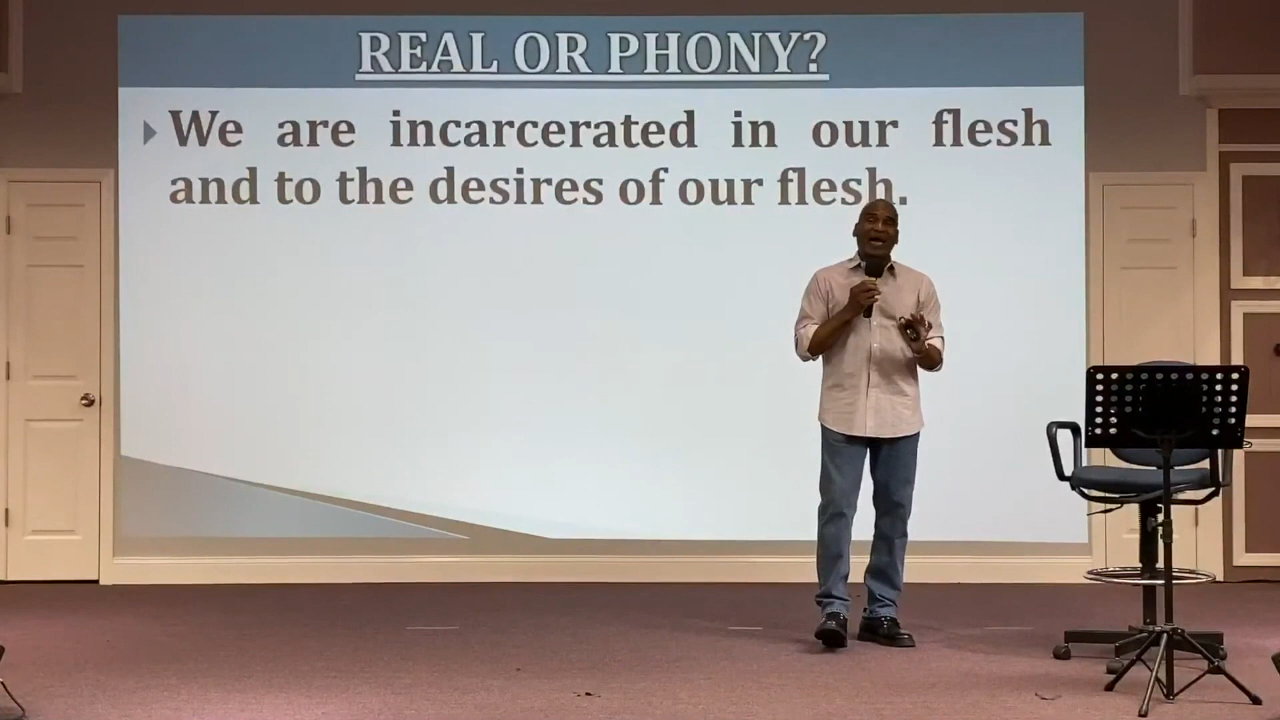 REAL OR PHONY?
We are incarcerated in our flesh
and to the desires of our flesh.